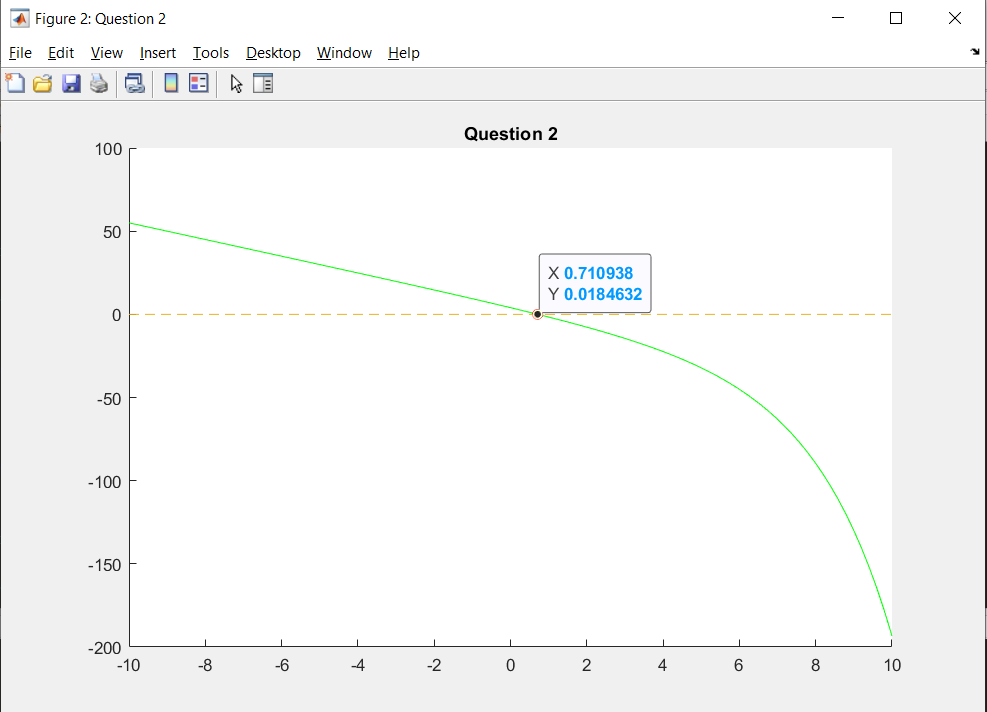 Figure 2: Question 2
File Edit View Insert Tools Desktop Window Help
Question 2
100
50
0
-50
-100
-150
-200
X 0.710938
Y 0.0184632
-10 -8 -6 -4 -2 0 2 4 6 8 10